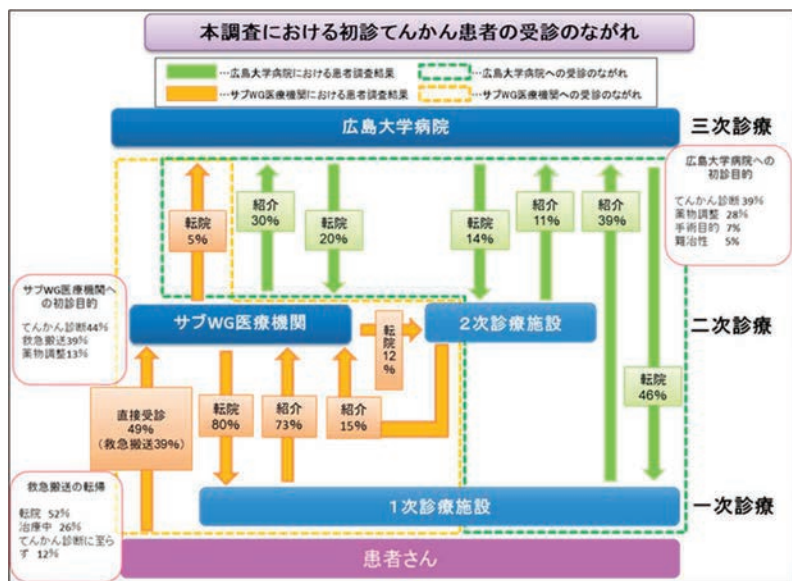 本調査における初診てんかん患者の受診のながれ
…広島大学病院における患者調査結果
…広島大学病院への受診のながれ
…サブWG医療機関における患者調査結果
…サブWG医療機関への受診のながれ
広島大学病院
三次診療
広島大学病院への
初診目的
てんかん診断 39%
薬物調整 28%
手術目的 7%
難治性 5%
転院
5%
紹介
30%
転院
20%
転院
14%
紹介
11%
紹介
39%
サブWG医療機関へ
の初診目的
てんかん診断44%
救急搬送39%
薬物調整13%
サブWG医療機関
転院
12
%
2次診療施設
二次診療
転院
46%
直接受診
49%
(救急搬送39%)
転院
80%
紹介
73%
紹介
15%
救急搬送の転帰
転院 52%
治療中 26%
てんかん診断に至ら
ず 12%
1次診療施設
一次診療
患者さん